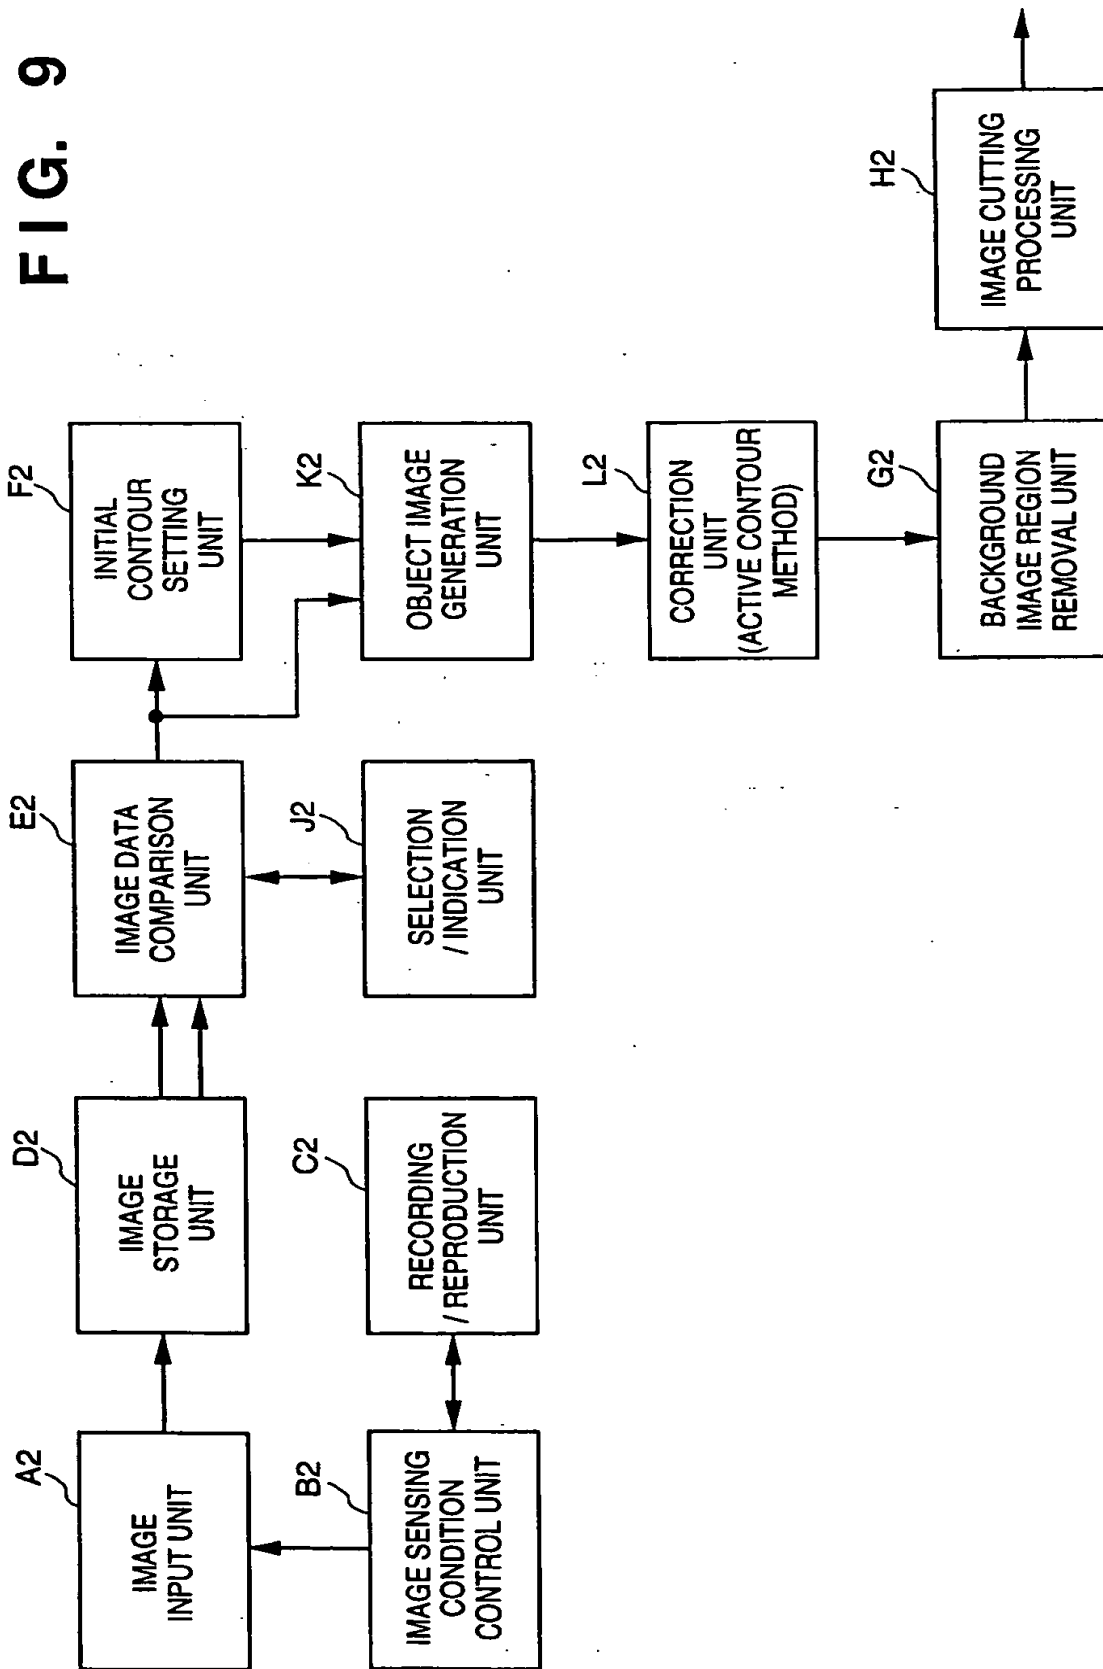 FIG. 9
A2
IMAGE
INPUT UNIT
B2
IMAGE SENSING
CONDITION
CONTROL UNIT
D2
IMAGE
STORAGE
UNIT
C2
RECORDING
/ REPRODUCTION
UNIT
E2
IMAGE DATA
COMPARISON
UNIT
J2
SELECTION
/ INDICATION
UNIT
F2
INITIAL
CONTOUR
SETTING
UNIT
K2
OBJECT IMAGE
GENERATION
UNIT
L2
CORRECTION
UNIT
(ACTIVE CONTOUR
METHOD)
G2
BACKGROUND
IMAGE REGION
REMOVAL UNIT
H2
IMAGE CUTTING
PROCESSING
UNIT